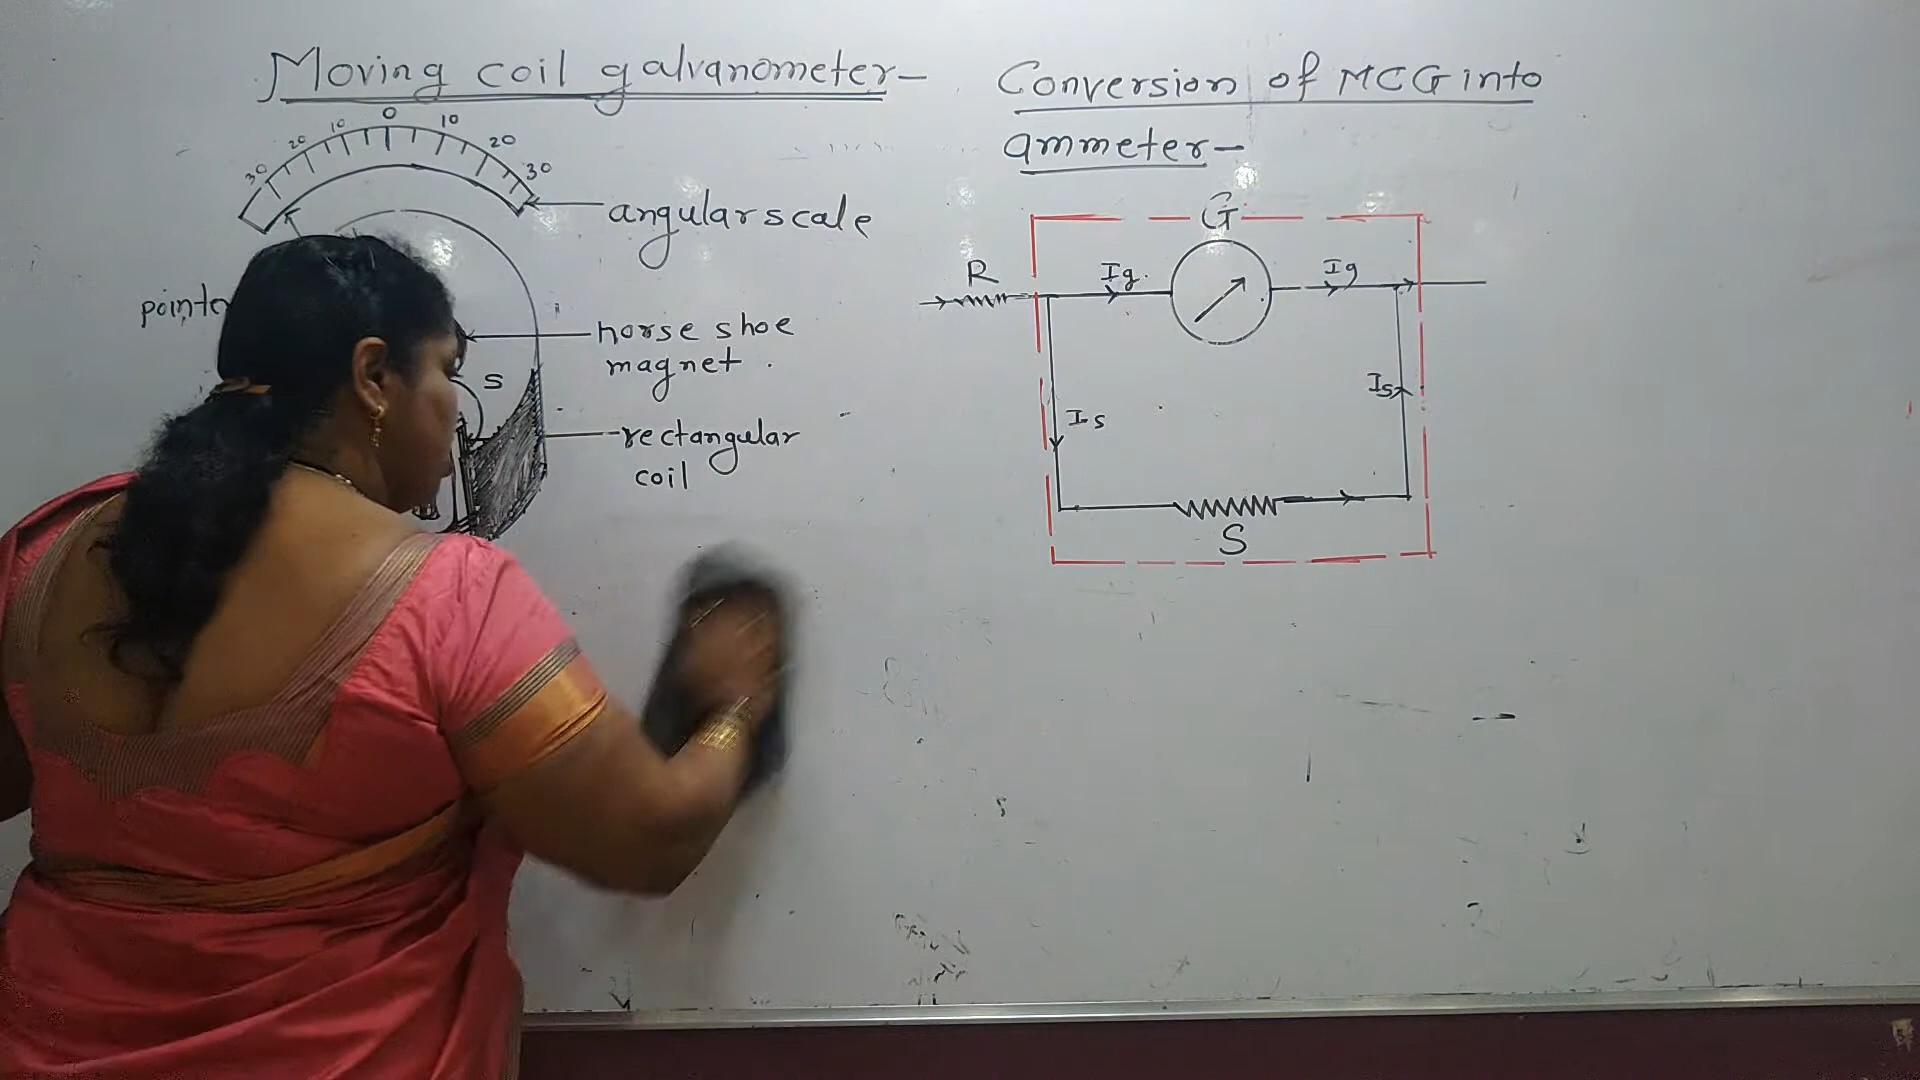 Moving coil galvanometer-
30 20 10 0 10 20 30
angular scale
pointe
horse shoe
magnet .
S
rectangular
coil
Conversion of MCG into
ammeter-
G
R
Ig.
Ig
Is
Is
S